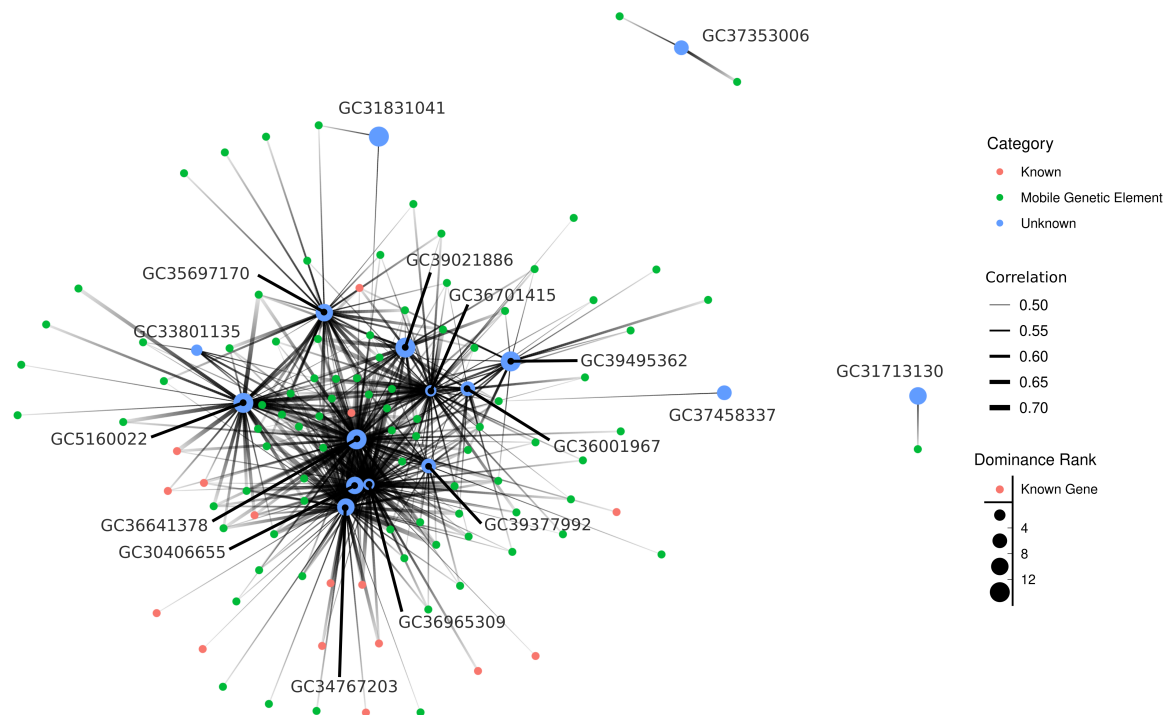 GC37353006
GC31831041
GC35697170
GC39021886
GC36701415
GC33801135
GC39495362
GC31713130
GC37458337
GC5160022
GC36001967
GC36641378
GC39377992
GC30406655
GC36965309
GC34767203
Category
Known
Mobile Genetic Element
Unknown
Correlation
0.50
0.55
0.60
0.65
0.70
Dominance Rank
Known Gene
4
8
12